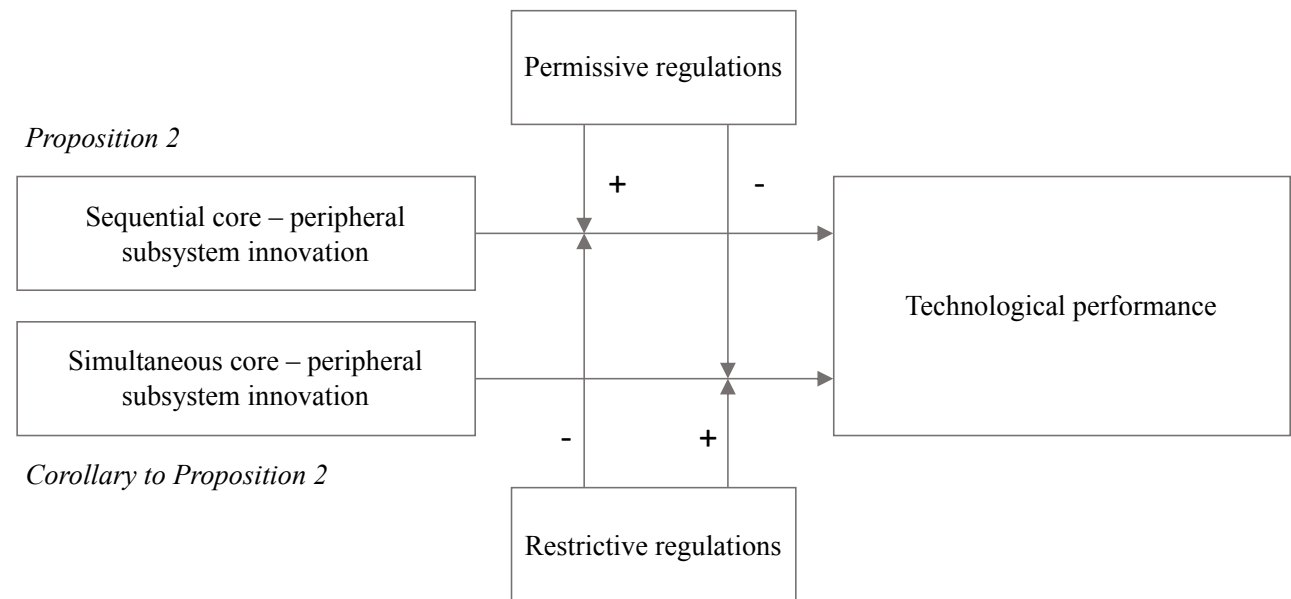 Permissive regulations
Proposition 2
+
-
Sequential core – peripheral
subsystem innovation
Technological performance
Simultaneous core – peripheral
subsystem innovation
-
+
Corollary to Proposition 2
Restrictive regulations